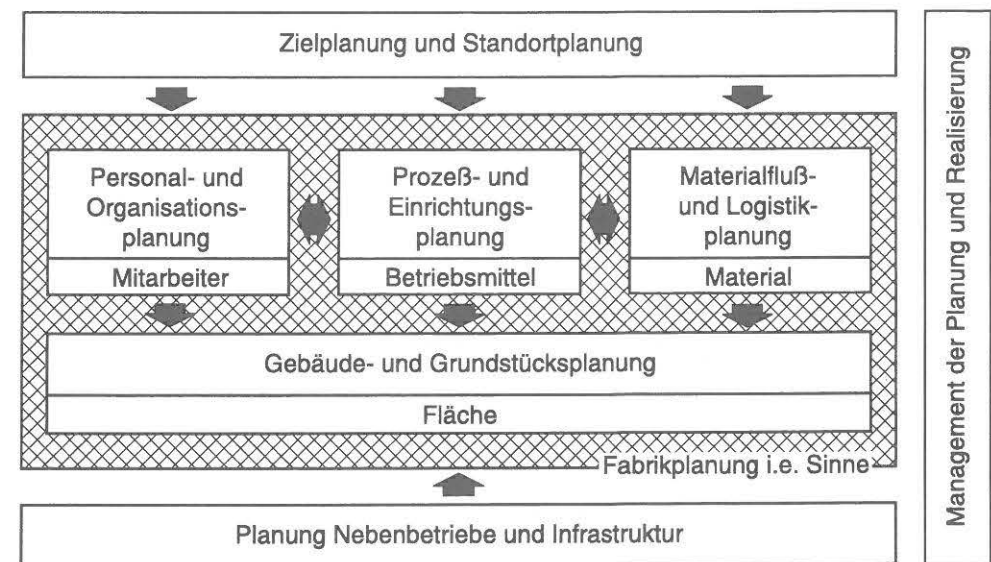 Zielplanung und Standortplanung
Personal- und
Organisations-
planung
Mitarbeiter
Prozeß- und
Einrichtungs-
planung
Betriebsmittel
Materialfluß-
und Logistik-
planung
Material
Gebäude- und Grundstücksplanung
Fläche
Fabrikplanung i.e. Sinne
Planung Nebenbetriebe und Infrastruktur
Management der Planung und Realisierung